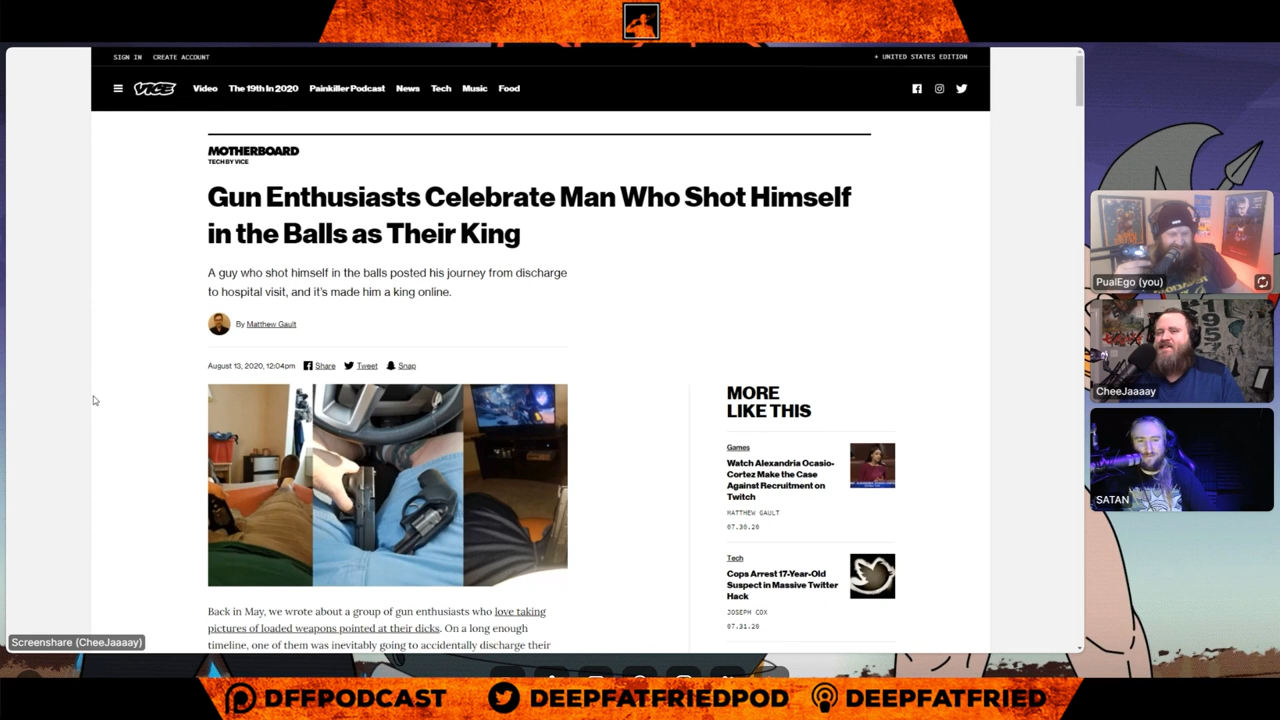 SIGN IN CREATE ACCOUNT
+ UNITED STATES EDITION
VICE Video The 19th In 2020 Painkiller Podcast News Tech Music Food
MOTHERBOARD
TECH BY VICE
Gun Enthusiasts Celebrate Man Who Shot Himself
in the Balls as Their King
A guy who shot himself in the balls posted his journey from discharge
to hospital visit, and it's made him a king online.
By Matthew Gault
August 13, 2020, 12:04pm Share Tweet Snap
Back in May, we wrote about a group of gun enthusiasts who love taking
pictures of loaded weapons pointed at their dicks. On a long enough
timeline, one of them was inevitably going to accidentally discharge their
MORE
LIKE THIS
Games
Watch Alexandria Ocasio-
Cortez Make the Case
Against Recruitment on
Twitch
MATTHEW GAULT
07.30.20
Tech
Cops Arrest 17-Year-Old
Suspect in Massive Twitter
Hack
JOSEPH COX
07.31.20
Screenshare (CheeJaaaay)
PualEgo (you)
CheeJaaaay
SATAN
DFFPODCAST DEEPFATFRIEDPOD DEEPFATFRIED